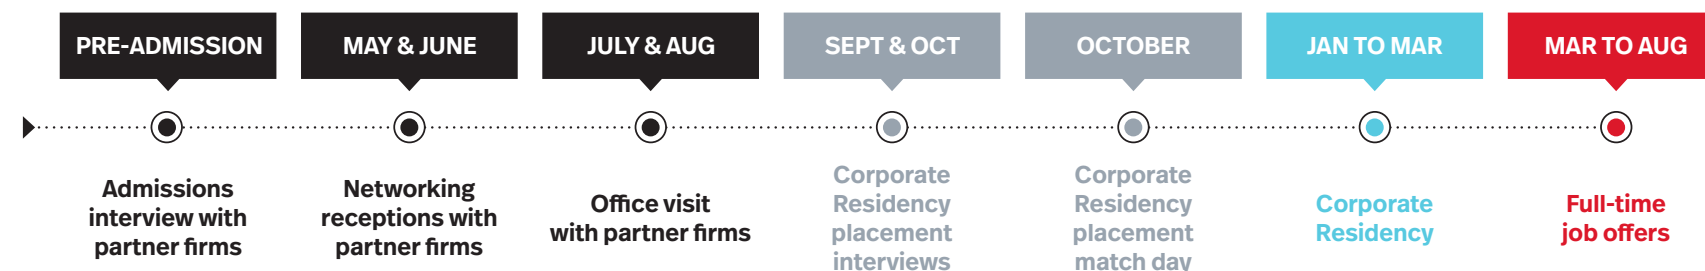 PRE-ADMISSION
MAY & JUNE
JULY & AUG
SEPT & OCT
OCTOBER
JAN TO MAR
MAR TO AUG
Admissions
interview with
partner firms
Networking
receptions with
partner firms
Office visit
with partner firms
Corporate
Residency
placement
interviews
Corporate
Residency
placement
match day
Corporate
Residency
Full-time
job offers